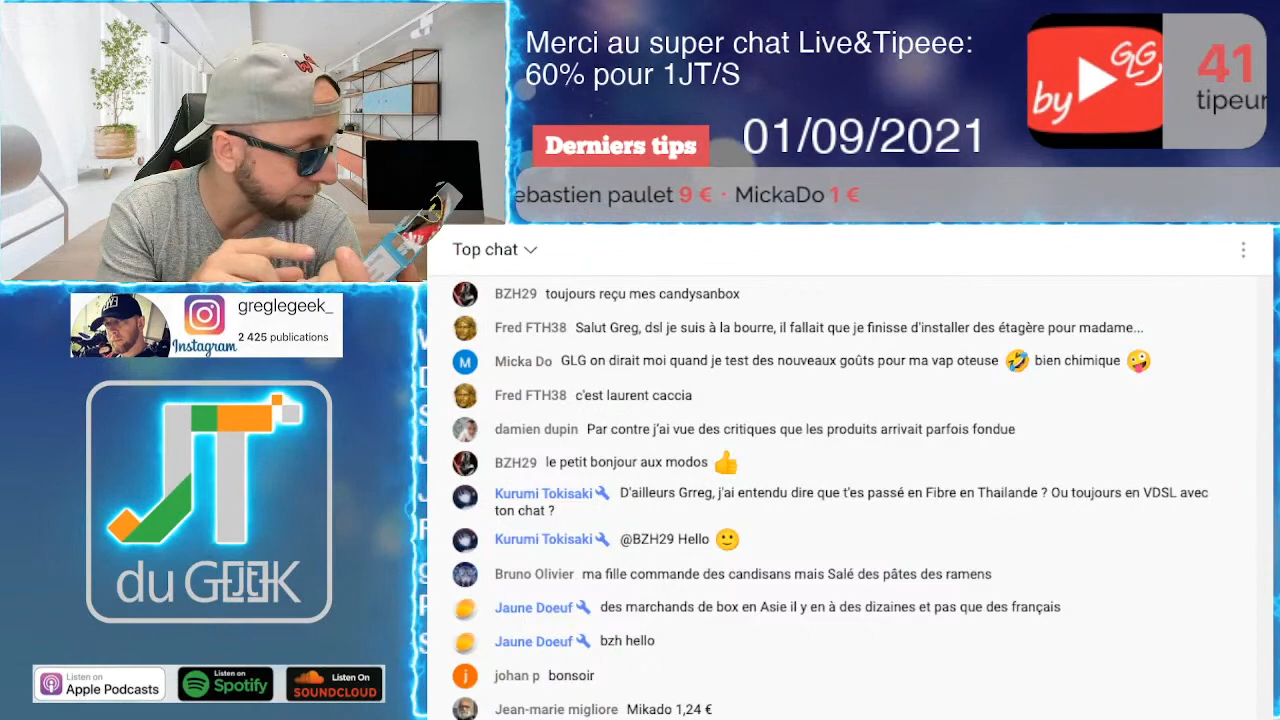 Merci au super chat Live&Tipeee:
60% pour 1JT/S
Derniers tips
01/09/2021
by GLG
41
tipeur
ebastien paulet 9 € · MickaDo 1 €
greglegeek_
2 425 publications
Instagram
JT
du GEEK
Listen on
Apple Podcasts
Listen on
Spotify
Listen On
SOUNDCLOUD
Top chat
BZH29 toujours reçu mes candysanbox
Fred FTH38 Salut Greg, dsl je suis à la bourre, il fallait que je finisse d'installer des étagère pour madame...
Micka Do GLG on dirait moi quand je test des nouveaux goûts pour ma vap oteuse 🤣 bien chimique 🤪
Fred FTH38 c'est laurent caccia
damien dupin Par contre j'ai vue des critiques que les produits arrivait parfois fondue
BZH29 le petit bonjour aux modos 👍
Kurumi Tokisaki D'ailleurs Grreg, j'ai entendu dire que t'es passé en Fibre en Thailande ? Ou toujours en VDSL avec
ton chat ?
Kurumi Tokisaki @BZH29 Hello 🙂
Bruno Olivier ma fille commande des candisans mais Salé des pâtes des ramens
Jaune Doeuf des marchands de box en Asie il y en à des dizaines et pas que des français
Jaune Doeuf bzh hello
j johan p bonsoir
Jean-marie migliore Mikado 1,24 €